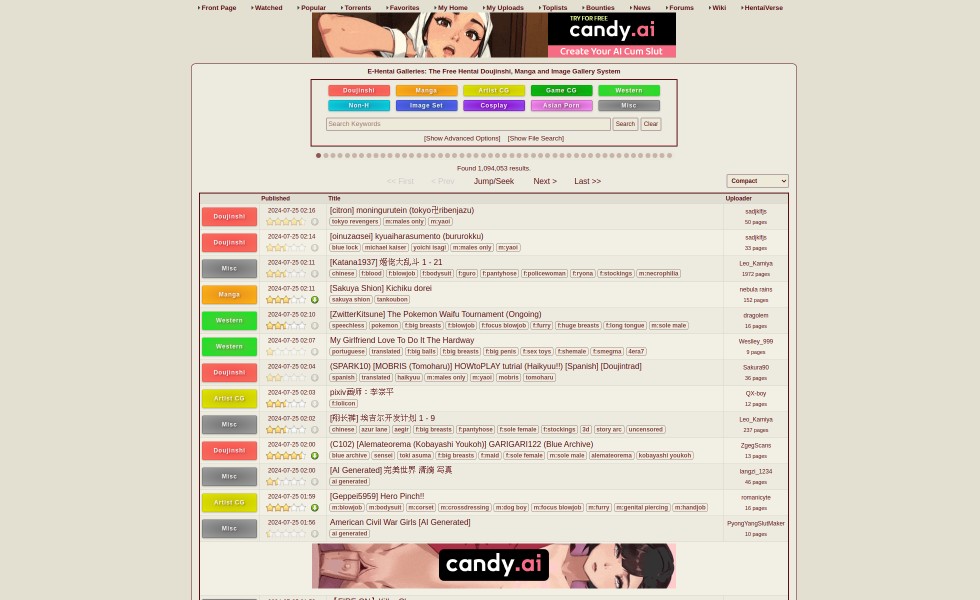 Front Page Watched Popular Torrents Favorites My Home My Uploads Toplists Bounties News Forums Wiki HentaiVerse
TRY FOR FREE
candy.ai
Create Your AI Cum Slut
E-Hentai Galleries: The Free Hentai Doujinshi, Manga and Image Gallery System
Doujinshi Manga Artist CG Game CG Western
Non-H Image Set Cosplay Asian Porn Misc
Search Keywords Search Clear
[Show Advanced Options] [Show File Search]
Found 1,094,053 results.
<< First < Prev Jump/Seek Next > Last >> Compact
Published Title Uploader
Doujinshi 2024-07-25 02:16 [citron] moningurutein (tokyo卍ribenjazu) sadjkfjs
tokyo revengers m:males only m:yaoi 50 pages
Doujinshi 2024-07-25 02:14 [oinuzaasei] kyuaiharasumento (bururokku) sadjkfjs
blue lock michael kaiser yoichi isagi m:males only m:yaoi 33 pages
Misc 2024-07-25 02:11 [Katana1937] 大乱斗 1 - 21 Leo_Kamiya
chinese f:blood f:blowjob f:bodysuit f:guro f:pantyhose f:policewoman f:ryona f:stockings m:necrophilia 1972 pages
Manga 2024-07-25 02:11 [Sakuya Shion] Kichiku dorei nebula rains
sakuya shion tankoubon 152 pages
Western 2024-07-25 02:10 [ZwitterKitsune] The Pokemon Waifu Tournament (Ongoing) dragolem
speechless pokemon f:big breasts f:blowjob f:focus blowjob f:furry f:huge breasts f:long tongue m:sole male 16 pages
Western 2024-07-25 02:07 My Girlfriend Love To Do It The Hardway Weslley_999
portuguese translated f:big balls f:big breasts f:big penis f:sex toys f:shemale f:smegma 4era7 9 pages
Doujinshi 2024-07-25 02:04 (SPARK10) [MOBRIS (Tomoharu)] HOWtoPLAY tutrial (Haikyuu!!) [Spanish] [Doujintrad] Sakura90
spanish translated haikyuu m:males only m:yaoi mobris tomoharu 36 pages
Artist CG 2024-07-25 02:03 pixiv画师：李宗平 QX-boy
f:lolicon 12 pages
Misc 2024-07-25 02:02 [翔长裤] 埃吉尔开发计划 1 - 9 Leo_Kamiya
chinese azur lane aegir f:big breasts f:pantyhose f:sole female f:stockings 3d story arc uncensored 237 pages
Doujinshi 2024-07-25 02:00 (C102) [Alemateorema (Kobayashi Youkoh)] GARIGARI122 (Blue Archive) ZgegScans
blue archive sensei toki asuma f:big breasts f:maid f:sole female m:sole male alemateorema kobayashi youkoh 13 pages
Misc 2024-07-25 02:00 [AI Generated] 完美世界 清漪 写真 langzi_1234
ai generated 46 pages
Artist CG 2024-07-25 01:59 [Geppei5959] Hero Pinch!! romanicyte
m:blowjob m:bodysuit m:corset m:crossdressing m:dog boy m:focus blowjob m:furry m:genital piercing m:handjob 16 pages
Misc 2024-07-25 01:56 American Civil War Girls [AI Generated] PyongYangSlutMaker
ai generated 10 pages
candy.ai